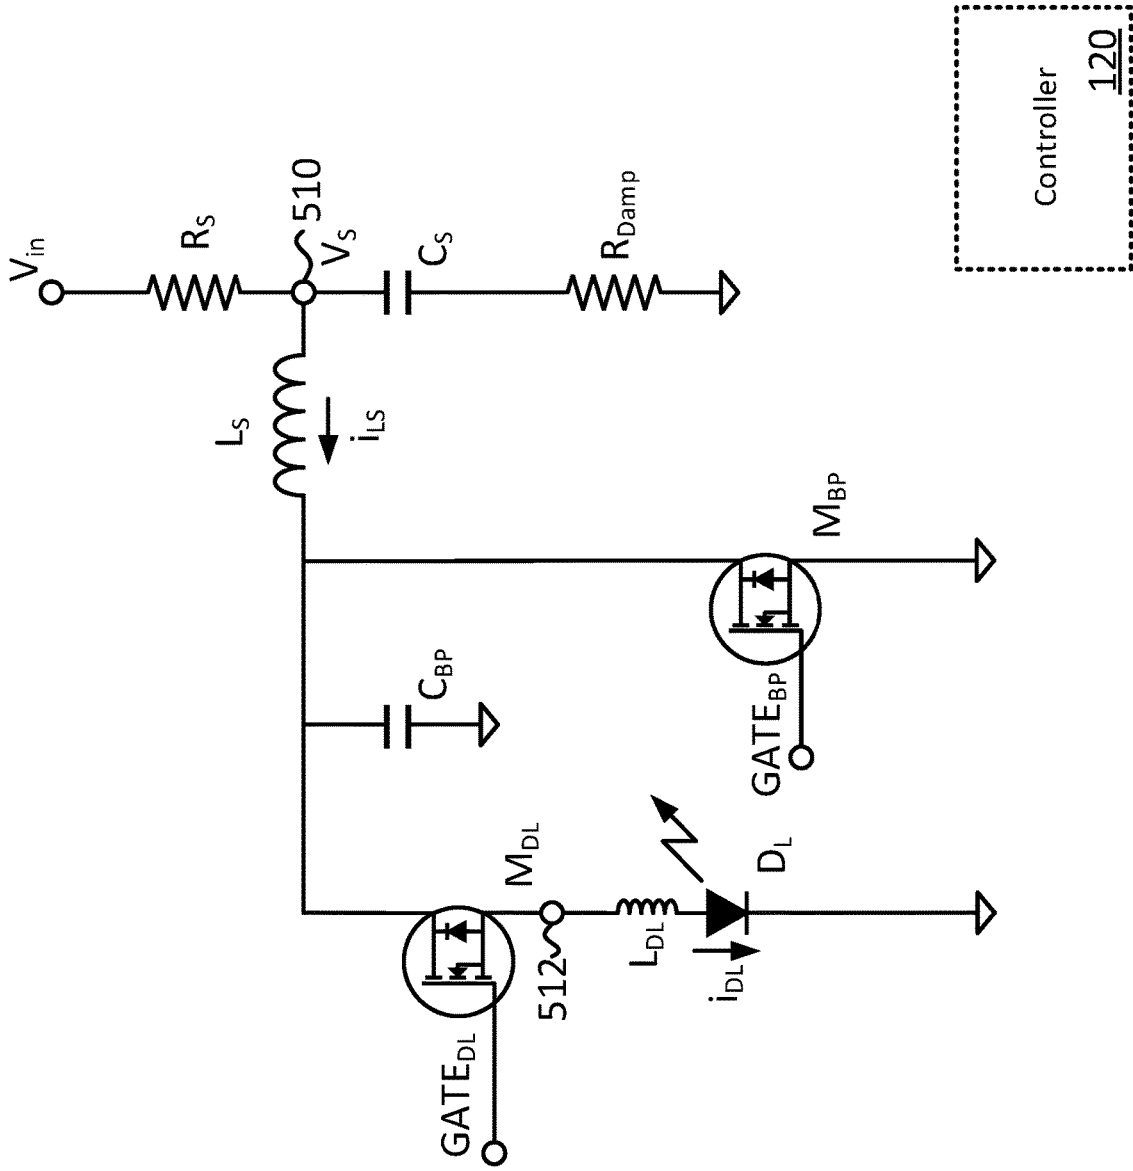 Vin
RS
510
VS
CS
RDamp
LS
iLS
MBP
GATEBP
CBP
MDL
512
LDL
DL
iDL
GATEDL
Controller
120